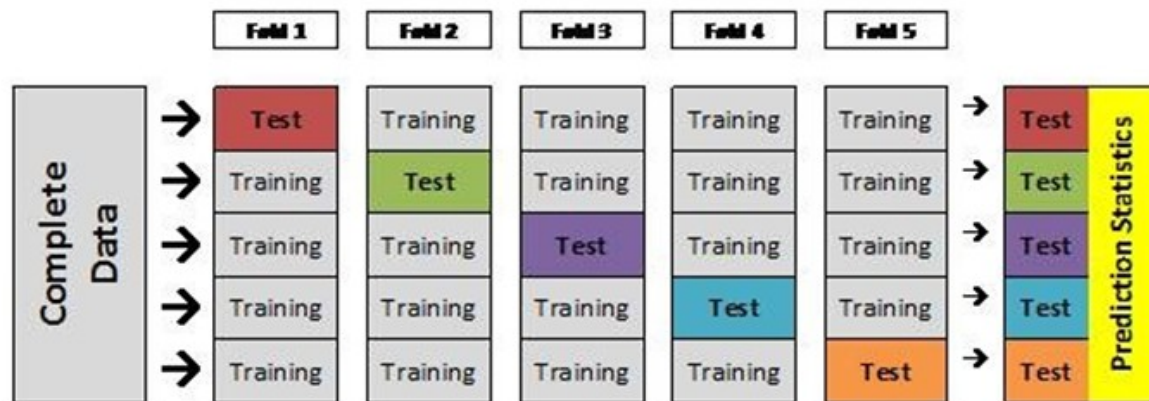 Fold 1 Fold 2 Fold 3 Fold 4 Fold 5
Complete
Data
Test Training Training Training Training Test
Training Test Training Training Training Test
Training Training Test Training Training Test
Training Training Training Test Training Test
Training Training Training Training Test Test
Prediction Statistics